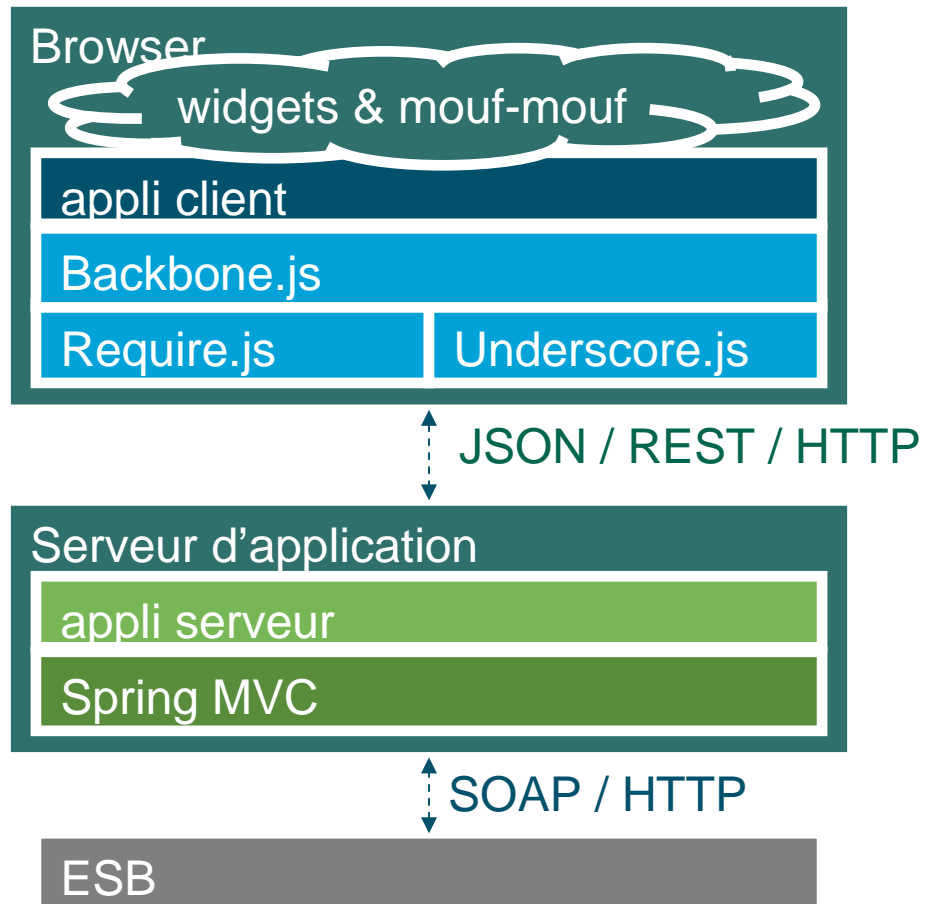 Browser
widgets & mouf-mouf
appli client
Backbone.js
Require.js
Underscore.js
JSON / REST / HTTP
Serveur d’application
appli serveur
Spring MVC
SOAP / HTTP
ESB